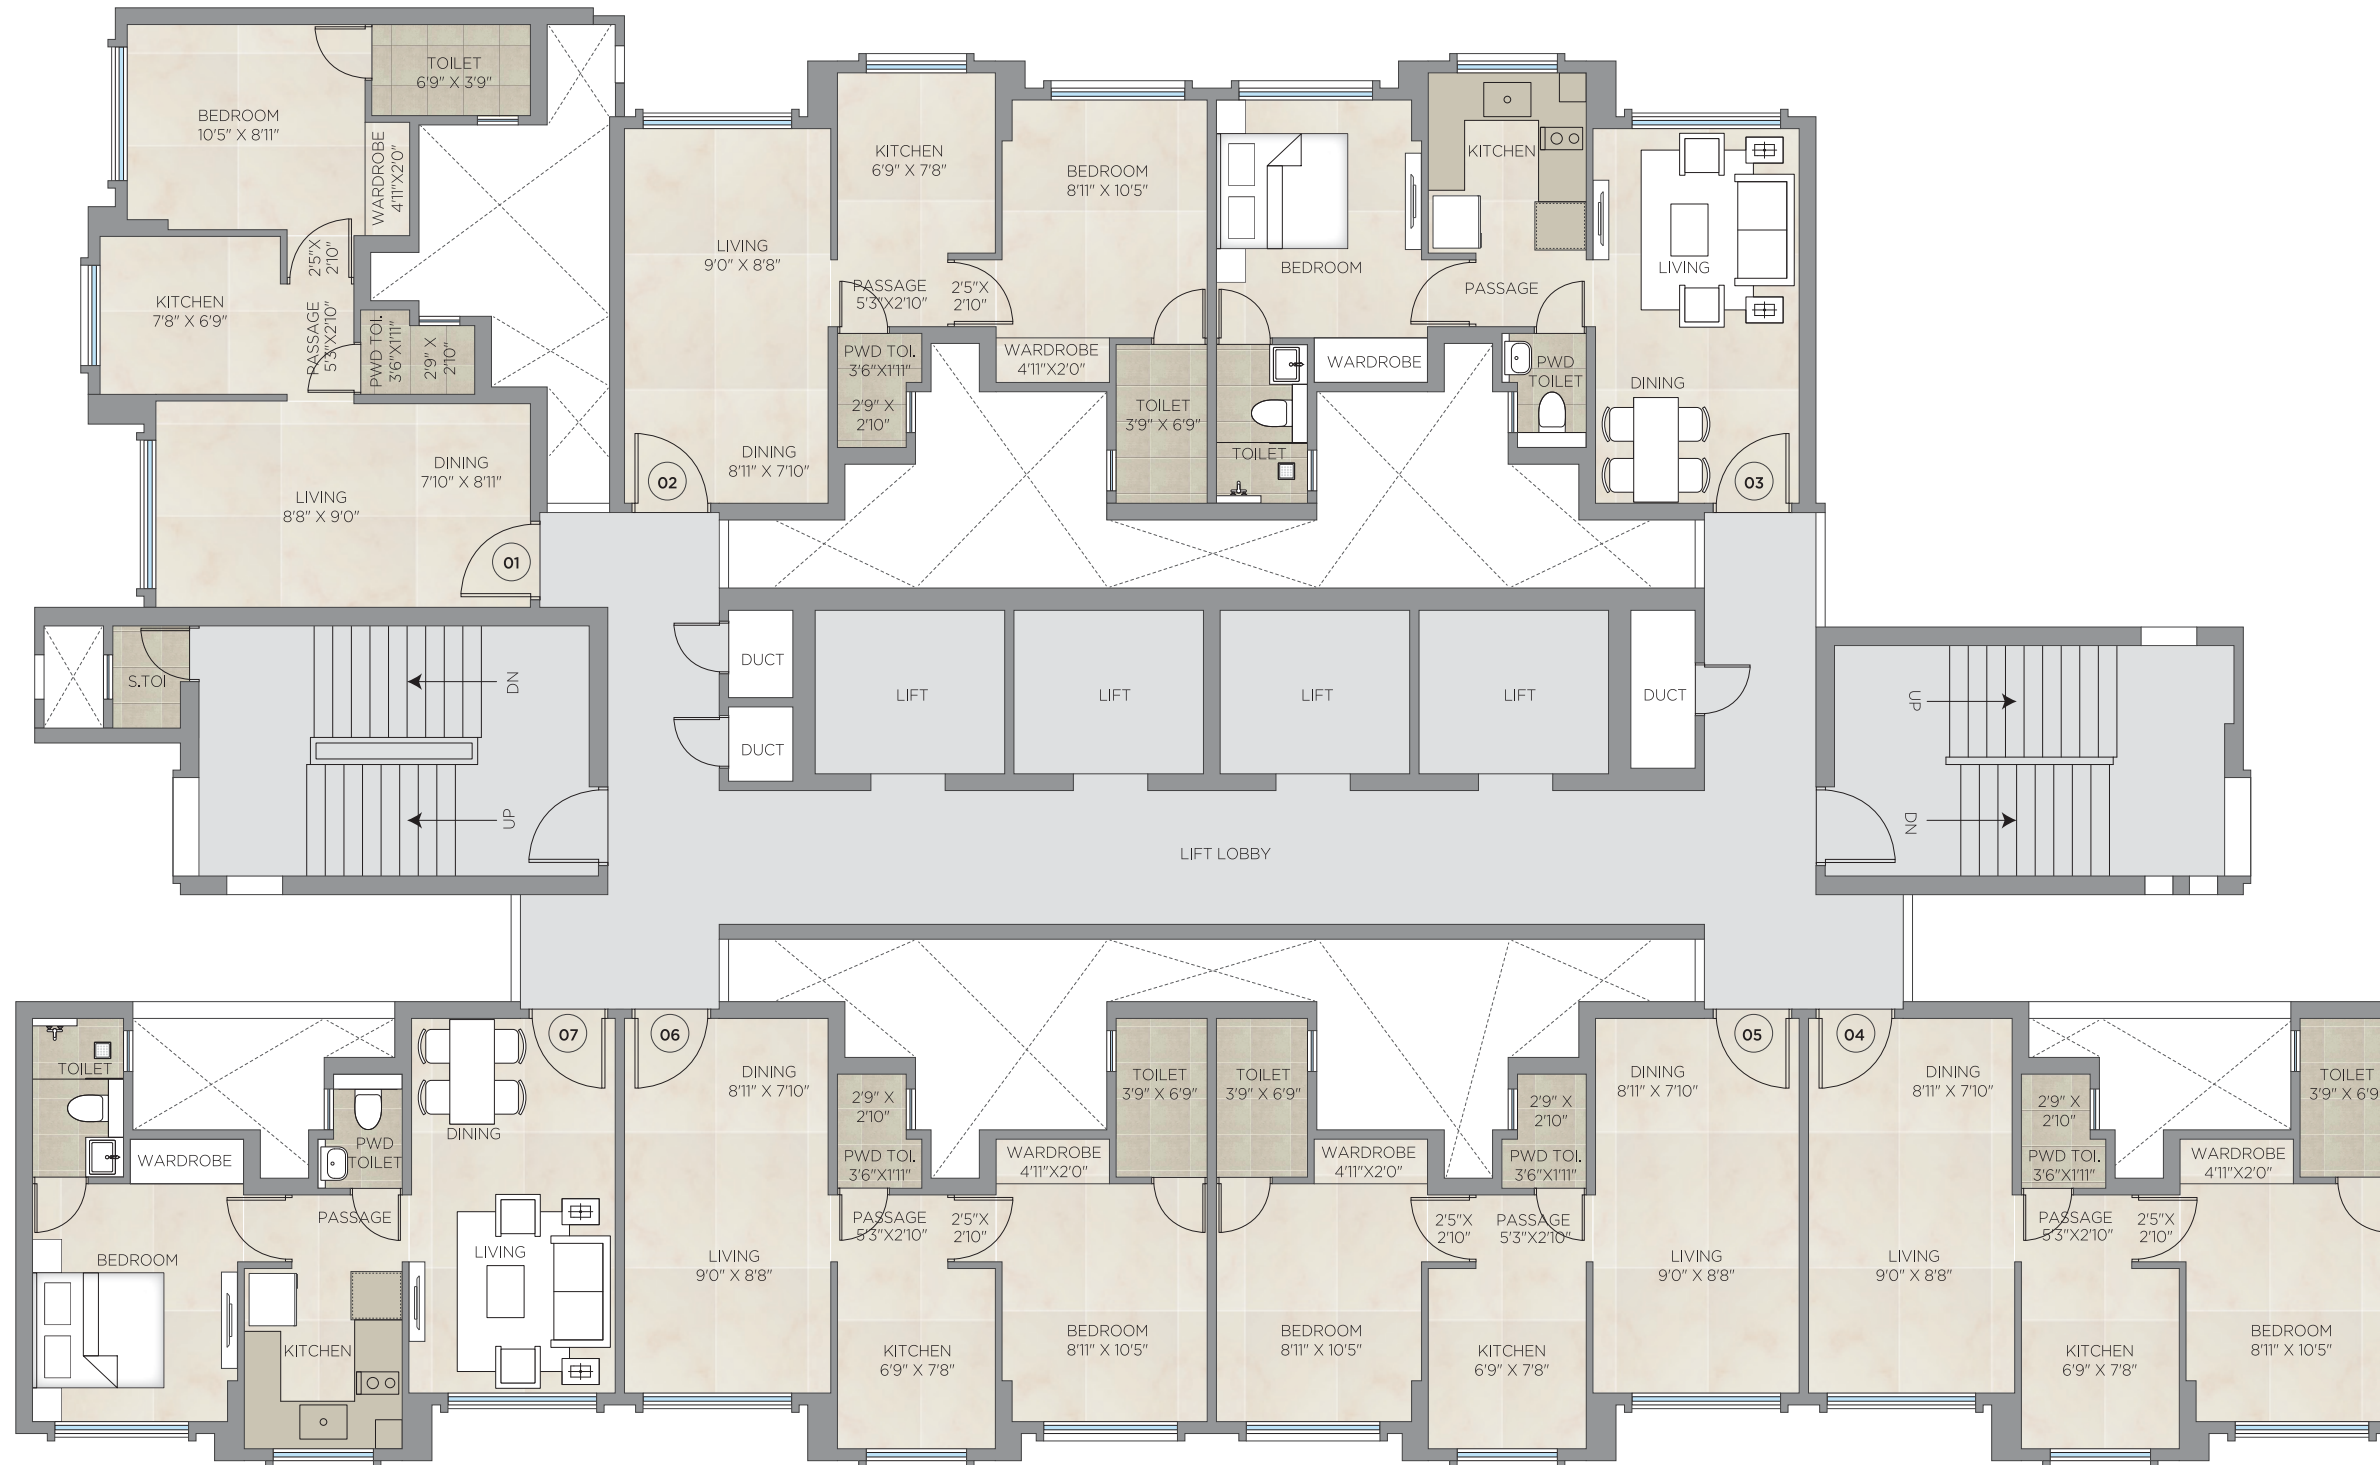 BEDROOM
10'5" X 8'11"
TOILET
6'9" X 3'9"
WARDROBE
4'11"X2'0"
2'5"X
2'10"
KITCHEN
7'8" X 6'9"
PASSAGE
5'3"X2'10"
PWD TOI.
3'6"X1'11"
2'9" X
2'10"
DINING
7'10" X 8'11"
LIVING
8'8" X 9'0"
01
LIVING
9'0" X 8'8"
KITCHEN
6'9" X 7'8"
BEDROOM
8'11" X 10'5"
PASSAGE
5'3"X2'10"
2'5"X
2'10"
PWD TOI.
3'6"X1'11"
2'9" X
2'10"
WARDROBE
4'11"X2'0"
TOILET
3'9" X 6'9"
DINING
8'11" X 7'10"
02
KITCHEN
BEDROOM
PASSAGE
LIVING
WARDROBE
PWD
TOILET
DINING
TOILET
03
S.TOI
DN
UP
DUCT
DUCT
LIFT
LIFT
LIFT
LIFT
DUCT
UP
DN
LIFT LOBBY
TOILET
WARDROBE
PWD
TOILET
DINING
07
PASSAGE
BEDROOM
LIVING
KITCHEN
06
DINING
8'11" X 7'10"
2'9" X
2'10"
PWD TOI.
3'6"X1'11"
TOILET
3'9" X 6'9"
WARDROBE
4'11"X2'0"
PASSAGE
5'3"X2'10"
2'5"X
2'10"
LIVING
9'0" X 8'8"
KITCHEN
6'9" X 7'8"
BEDROOM
8'11" X 10'5"
TOILET
3'9" X 6'9"
WARDROBE
4'11"X2'0"
2'9" X
2'10"
PWD TOI.
3'6"X1'11"
DINING
8'11" X 7'10"
05
2'5"X
2'10"
PASSAGE
5'3"X2'10"
LIVING
9'0" X 8'8"
BEDROOM
8'11" X 10'5"
KITCHEN
6'9" X 7'8"
04
DINING
8'11" X 7'10"
2'9" X
2'10"
PWD TOI.
3'6"X1'11"
TOILET
3'9" X 6'9
WARDROBE
4'11"X2'0"
PASSAGE
5'3"X2'10"
2'5"X
2'10"
LIVING
9'0" X 8'8"
KITCHEN
6'9" X 7'8"
BEDROOM
8'11" X 10'5"